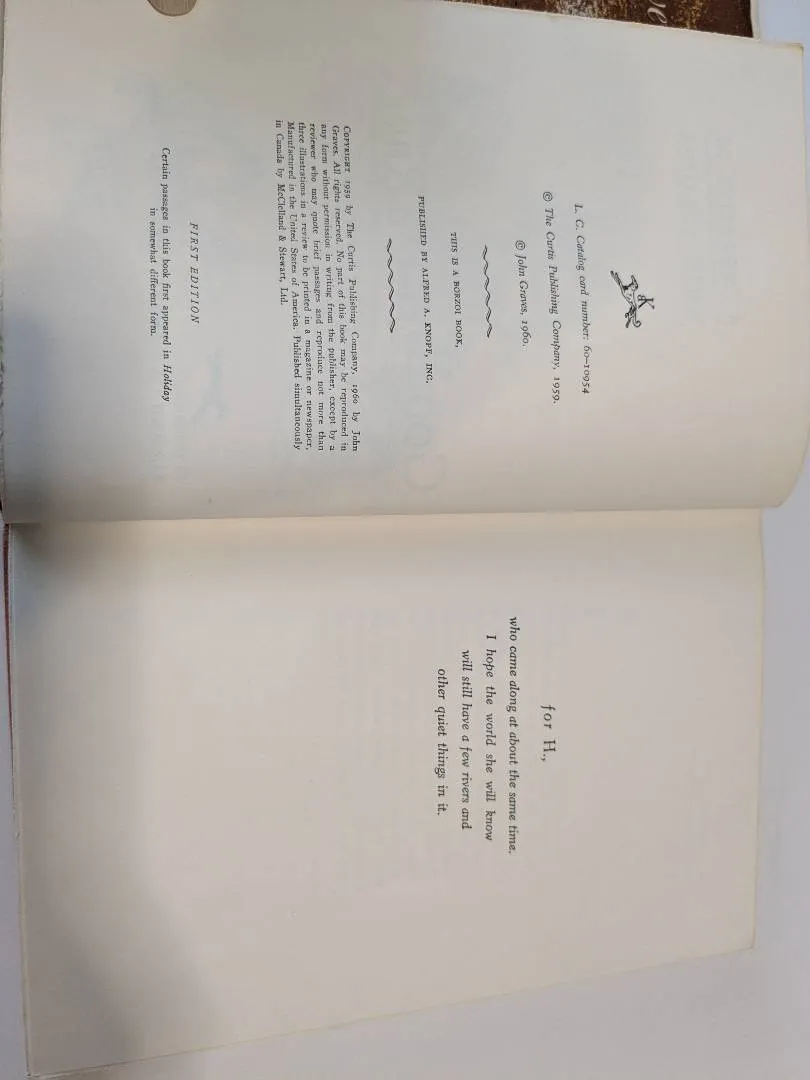 L. C. Catalog card number: 60–10954
© The Curtis Publishing Company, 1959.
© John Graves, 1960.
THIS IS A BORZOI BOOK,
PUBLISHED BY ALFRED A. KNOPF, INC.
COPYRIGHT 1959 by The Curtis Publishing Company, 1960 by John
Graves. All rights reserved. No part of this book may be reproduced in
any form without permission in writing from the publisher, except by a
reviewer who may quote brief passages and reproduce not more than
three illustrations in a review to be printed in a magazine or newspaper.
Manufactured in the United States of America. Published simultaneously
in Canada by McClelland & Stewart, Ltd.
FIRST EDITION
Certain passages in this book first appeared in Holiday
in somewhat different form.
for H.,
who came along at about the same time.
I hope the world she will know
will still have a few rivers and
other quiet things in it.